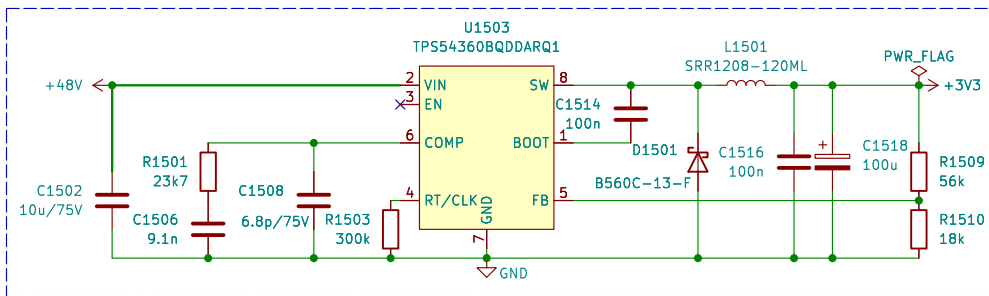 U1503
TPS54360BQDDARQ1
L1501
SRR1208-120ML
PWR_FLAG
+48V
2
VIN
SW
8
+3V3
3
EN
C1514
100n
6
COMP
BOOT
1
R1501
23k7
D1501
C1516
100n
+
C1518
100u
R1509
56k
C1502
10u/75V
C1508
6.8p/75V
B560C-13-F
4
RT/CLK
GND
FB
5
C1506
9.1n
R1503
300k
7
R1510
18k
GND